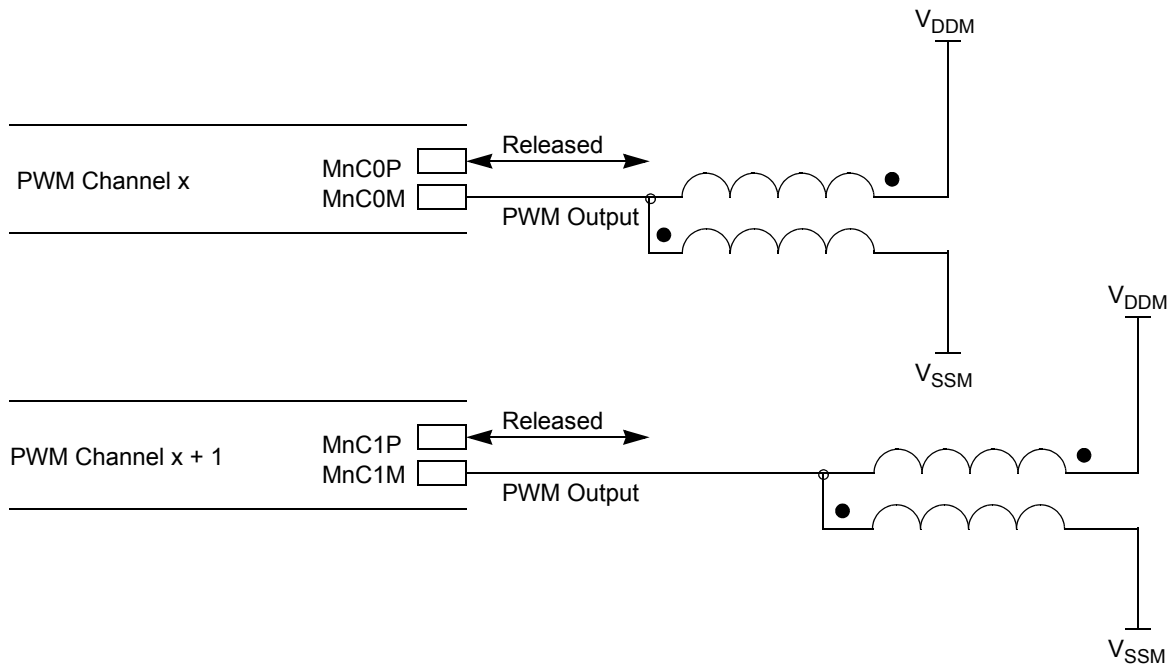 VDDM
Released
MnC0P
PWM Channel x
MnC0M
PWM Output
VDDM
VSSM
Released
MnC1P
PWM Channel x + 1
MnC1M
PWM Output
VSSM